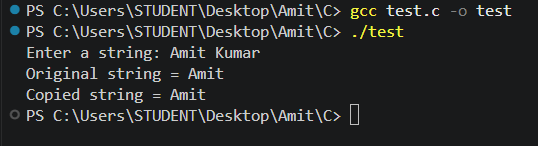 PS C:\Users\STUDENT\Desktop\Amit\C> gcc test.c -o test
PS C:\Users\STUDENT\Desktop\Amit\C> ./test
Enter a string: Amit Kumar
Original string = Amit
Copied string = Amit
PS C:\Users\STUDENT\Desktop\Amit\C>